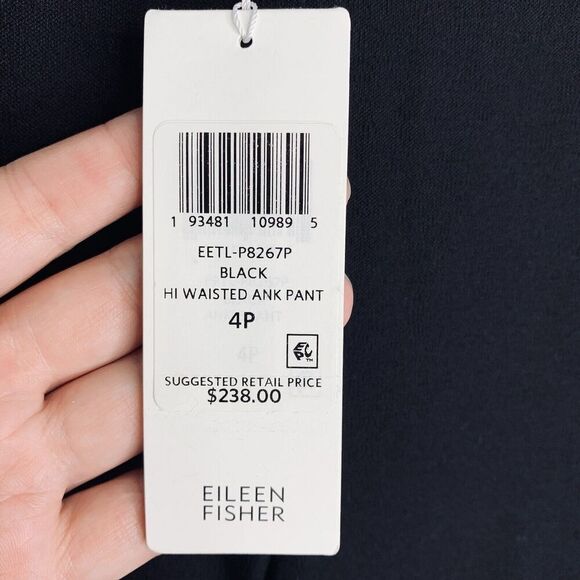 1 93481 10989 5
EETL-P8267P
BLACK
HI WAISTED ANK PANT
4P
EPC™
SUGGESTED RETAIL PRICE
$238.00
EILEEN
FISHER